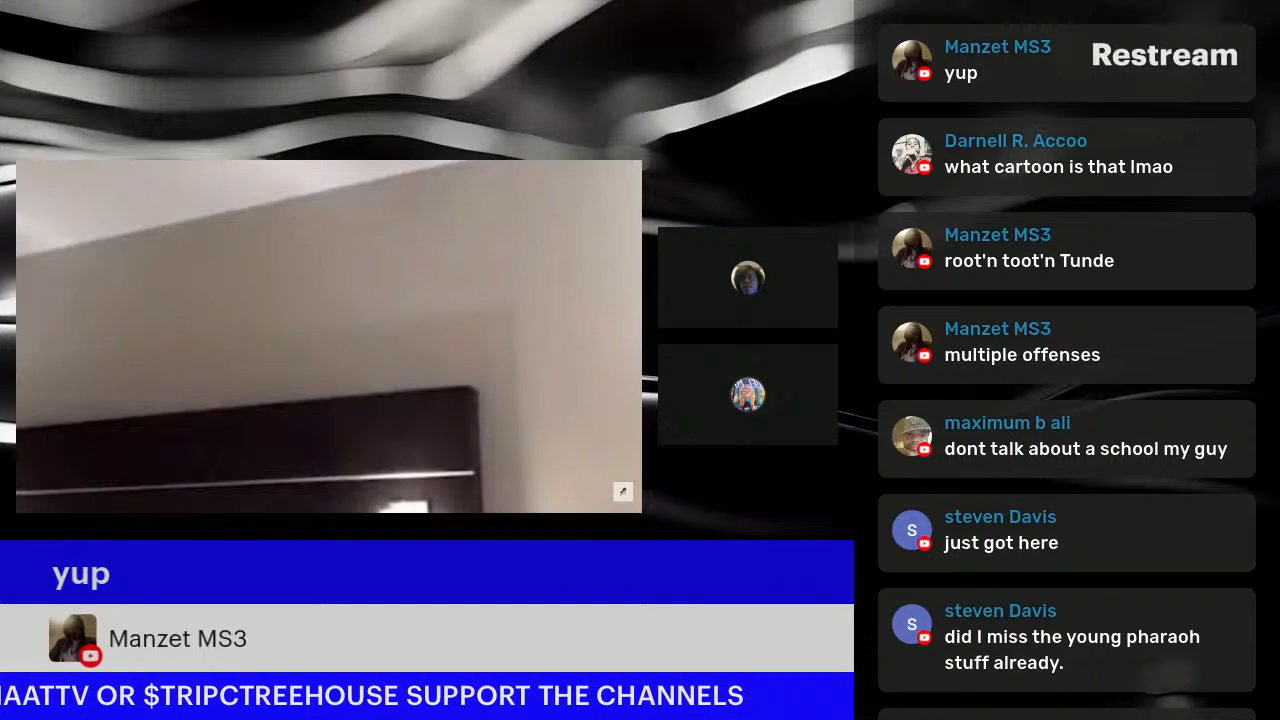 Restream
Manzet MS3
yup
Darnell R. Accoo
what cartoon is that lmao
Manzet MS3
root'n toot'n Tunde
Manzet MS3
multiple offenses
maximum b ali
dont talk about a school my guy
S
steven Davis
just got here
S
steven Davis
did I miss the young pharaoh
stuff already.
yup
Manzet MS3
AATTV OR $TRIPCTREEHOUSE SUPPORT THE CHANNELS